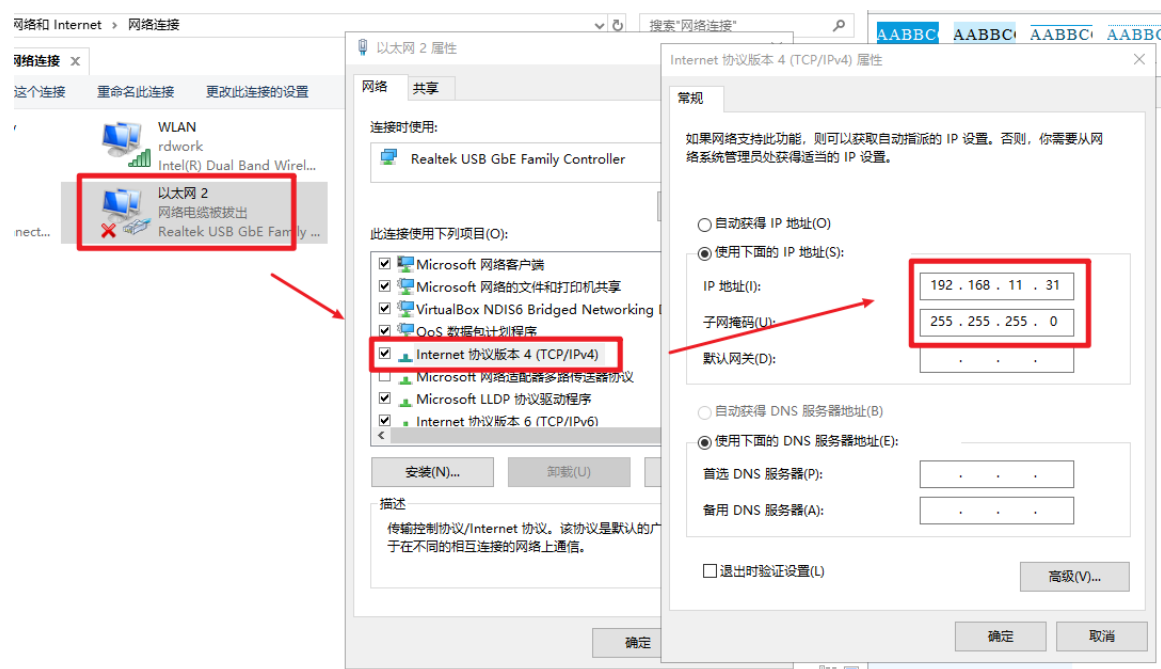 网络和 Internet > 网络连接
搜索"网络连接"
AABBC AABBC AABBC AABBC
网络连接 x
这个连接 重命名此连接 更改此连接的设置
WLAN
rdwork
Intel(R) Dual Band Wirel...
以太网 2
网络电缆被拔出
Realtek USB GbE Family ...
nect...
以太网 2 属性
网络 共享
连接时使用:
Realtek USB GbE Family Controller
此连接使用下列项目(O):
Microsoft 网络客户端
Microsoft 网络的文件和打印机共享
VirtualBox NDIS6 Bridged Networking
QoS 数据包计划程序
Internet 协议版本 4 (TCP/IPv4)
Microsoft 网络适配器多路传送器协议
Microsoft LLDP 协议驱动程序
Internet 协议版本 6 (TCP/IPv6)
安装(N)... 卸载(U)
描述
传输控制协议/Internet 协议。该协议是默认的广
于在不同的相互连接的网络上通信。
确定
Internet 协议版本 4 (TCP/IPv4) 属性
常规
如果网络支持此功能，则可以获取自动指派的 IP 设置。否则，你需要从网
络系统管理员处获得适当的 IP 设置。
自动获得 IP 地址(O)
使用下面的 IP 地址(S):
IP 地址(I): 192 . 168 . 11 . 31
子网掩码(U): 255 . 255 . 255 . 0
默认网关(D): . . .
自动获得 DNS 服务器地址(B)
使用下面的 DNS 服务器地址(E):
首选 DNS 服务器(P): . . .
备用 DNS 服务器(A): . . .
退出时验证设置(L)
高级(V)...
确定 取消